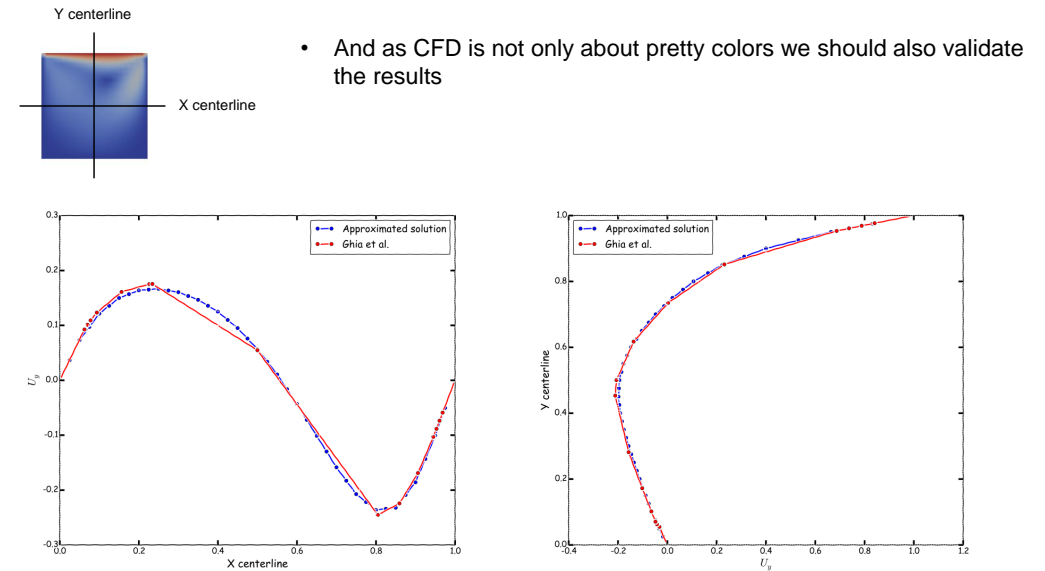 Y centerline
• And as CFD is not only about pretty colors we should also validate
the results
X centerline
0.3
0.2
0.1
0.0
-0.1
-0.2
-0.3
U_y
Approximated solution
Ghia et al.
0.0 0.2 0.4 0.6 0.8 1.0
X centerline
1.0
0.8
0.6
0.4
0.2
0.0
Y centerline
Approximated solution
Ghia et al.
-0.4 -0.2 0.0 0.2 0.4 0.6 0.8 1.0 1.2
U_y